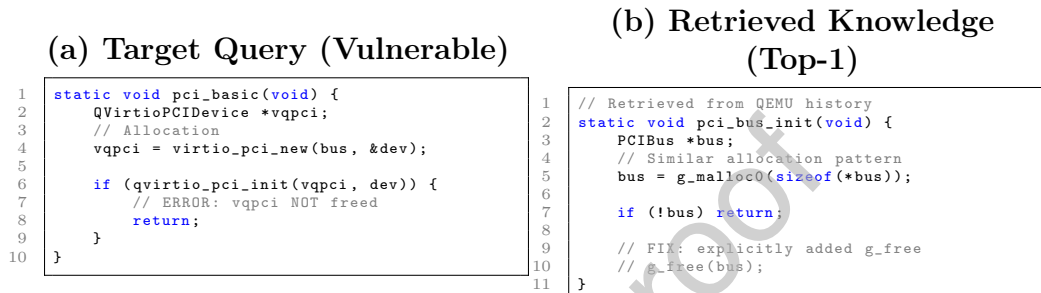 (a) Target Query (Vulnerable)
1 static void pci_basic(void) {
2     QVirtioPCIDevice *vqpci;
3     // Allocation
4     vqpci = virtio_pci_new(bus, &dev);
5
6     if (qvirtio_pci_init(vqpci, dev)) {
7         // ERROR: vqpci NOT freed
8         return;
9     }
10 }
(b) Retrieved Knowledge
(Top-1)
1 // Retrieved from QEMU history
2 static void pci_bus_init(void) {
3     PCIBus *bus;
4     // Similar allocation pattern
5     bus = g_malloc0(sizeof(*bus));
6
7     if (!bus) return;
8
9     // FIX: explicitly added g_free
10     // g_free(bus);
11 }
roof